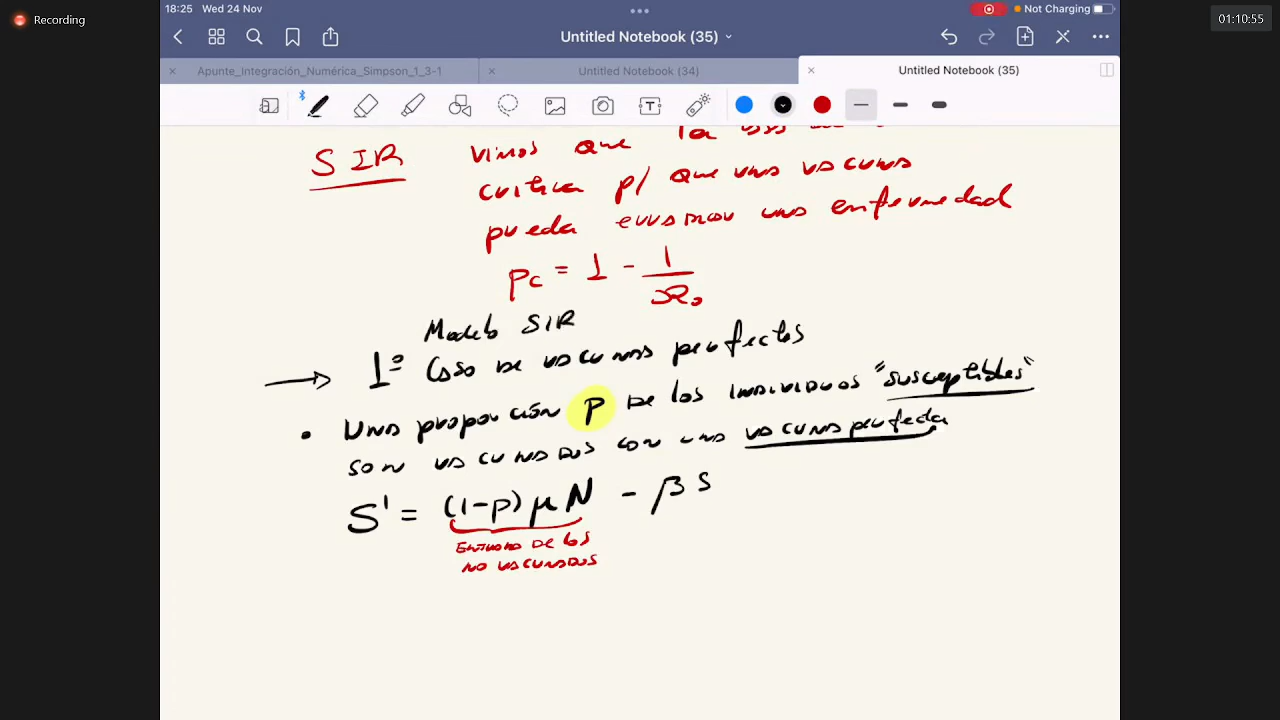 Recording
18:25 Wed 24 Nov
Not Charging
01:10:55
Untitled Notebook (35)
Apunte_Integración_Numérica_Simpson_1_3-1
Untitled Notebook (34)
Untitled Notebook (35)
SIR vimos que la
critica p/ que una vacuna
pueda erradicar una enfermedad
pc = 1 - 1/R₀
Modelo SIR
→ 1º Caso de vacunas perfectas
• Una proporción p de los individuos "susceptibles"
son vacunados con una vacuna perfecta
S' = (1-p) μ N - β S
Entrada de los
no vacunados